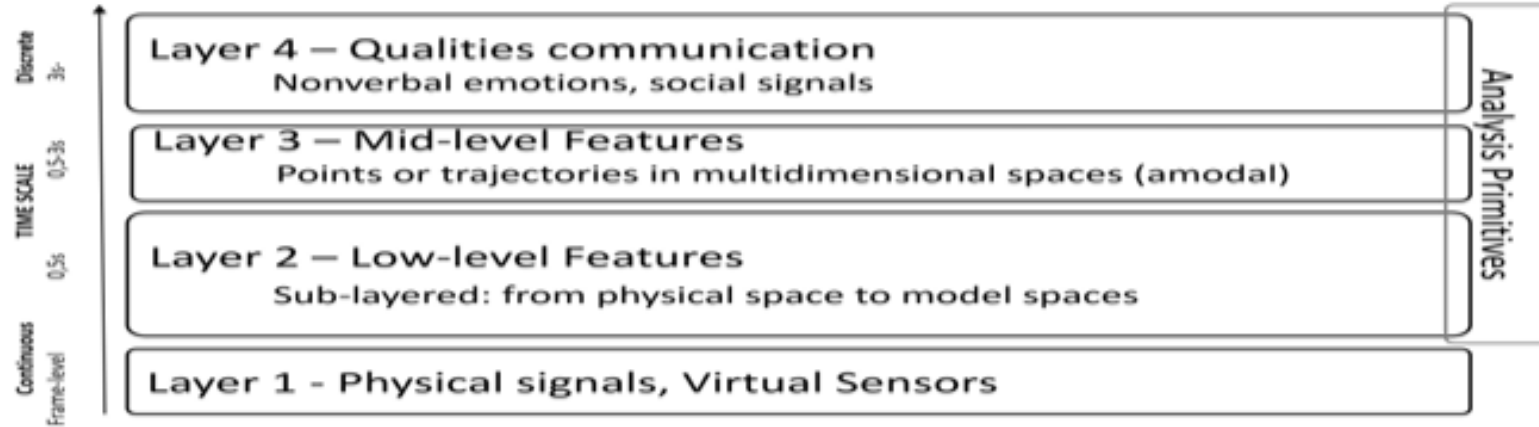 Layer 4 – Qualities communication
Nonverbal emotions, social signals
Layer 3 – Mid-level Features
Points or trajectories in multidimensional spaces (amodal)
Layer 2 – Low-level Features
Sub-layered: from physical space to model spaces
Layer 1 - Physical signals, Virtual Sensors
Discrete
TIME SCALE
Continuous
3s-
0,5-3s
0,5s
Frame-level
Analysis Primitives